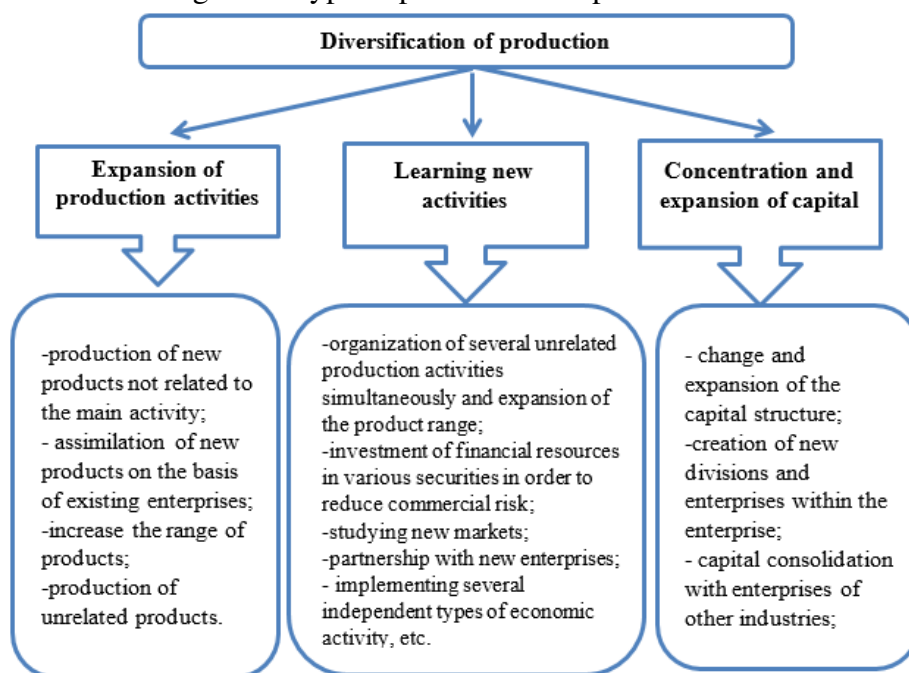 Diversification of production
Expansion of
production activities
Learning new
activities
Concentration and
expansion of capital
-production of new
products not related to
the main activity;
- assimilation of new
products on the basis
of existing enterprises;
-increase the range of
products;
-production of
unrelated products.
-organization of several unrelated
production activities
simultaneously and expansion of
the product range;
-investment of financial resources
in various securities in order to
reduce commercial risk;
-studying new markets;
-partnership with new enterprises;
- implementing several
independent types of economic
activity, etc.
- change and
expansion of the
capital structure;
-creation of new
divisions and
enterprises within the
enterprise;
- capital consolidation
with enterprises of
other industries;